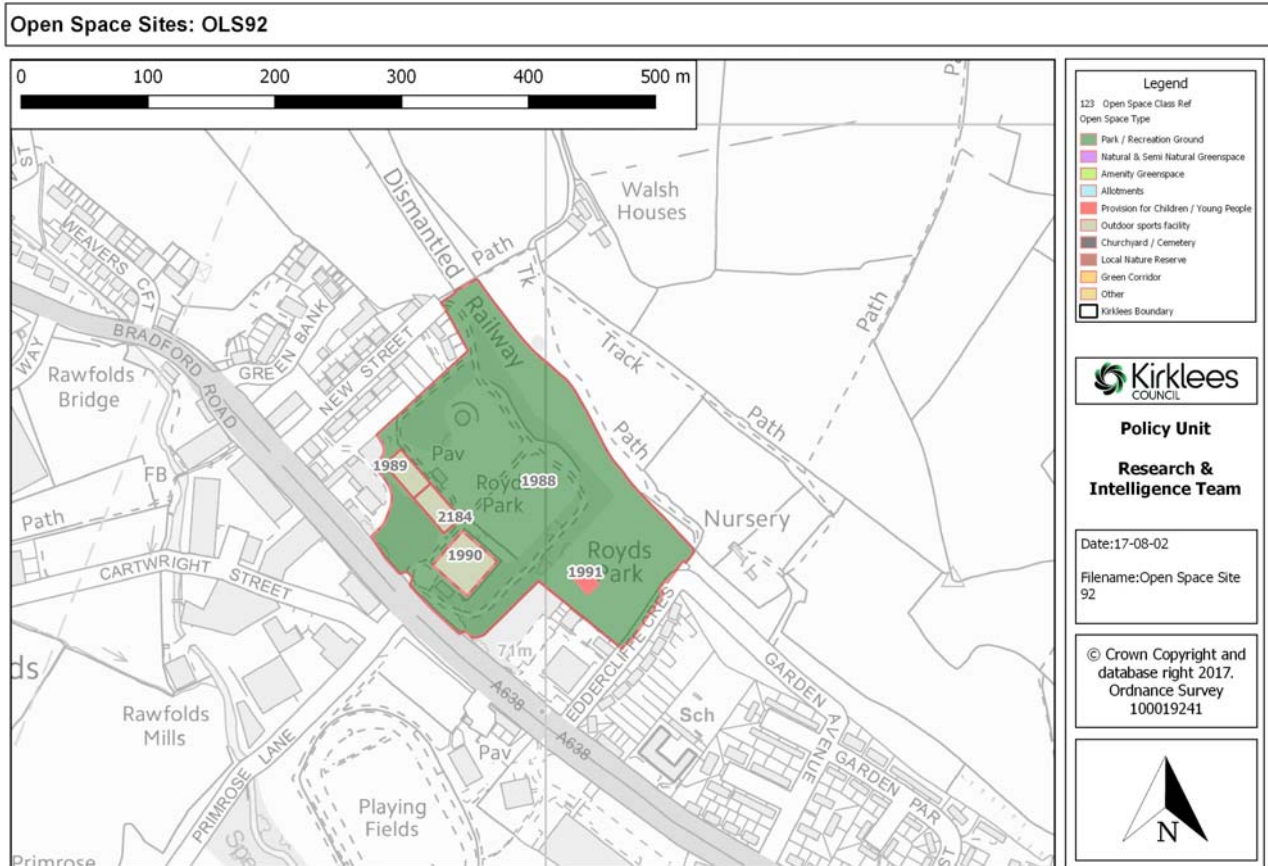 Open Space Sites: OLS92
0 100 200 300 400 500 m
Dismantled
Railway
Path
Tk
Track
Path
Path
Path
Walsh
Houses
WEAVERS CFT
ST
WAY
GREEN BANK
NEW STREET
BRADFORD ROAD
Rawfolds
Bridge
FB
Path
CARTWRIGHT STREET
1989
Pav
Royds
Park
1988
2184
1990
Royds
Park
1991
Nursery
71m
A638
A638
EDDERCLIFFE CRES
GARDEN AVENUE
GARDEN PAR
ST
Sch
Pav
Rawfolds
Mills
PRIMROSE LANE
Playing
Fields
Primrose
ds
Legend
123 Open Space Class Ref
Open Space Type
Park / Recreation Ground
Natural & Semi Natural Greenspace
Amenity Greenspace
Allotments
Provision for Children / Young People
Outdoor sports facility
Churchyard / Cemetery
Local Nature Reserve
Green Corridor
Other
Kirklees Boundary
Kirklees
COUNCIL
Policy Unit
Research &
Intelligence Team
Date:17-08-02
Filename:Open Space Site
92
© Crown Copyright and
database right 2017.
Ordnance Survey
100019241
N